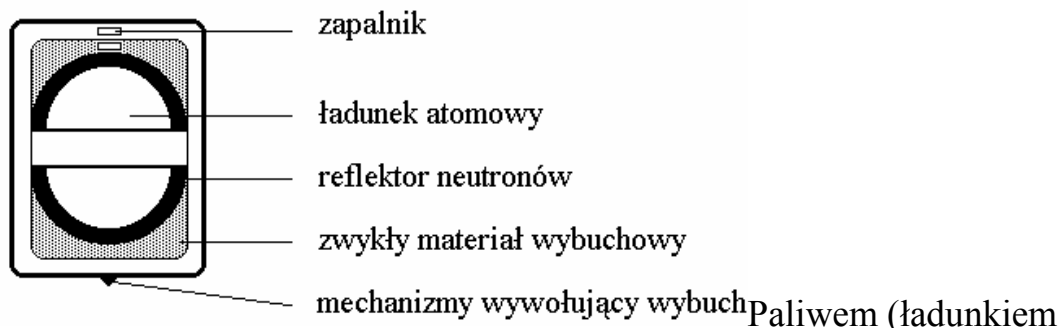 zapalnik
ładunek atomowy
reflektor neutronów
zwykły materiał wybuchowy
mechanizmy wywołujący wybuch Paliwem (ładunkiem